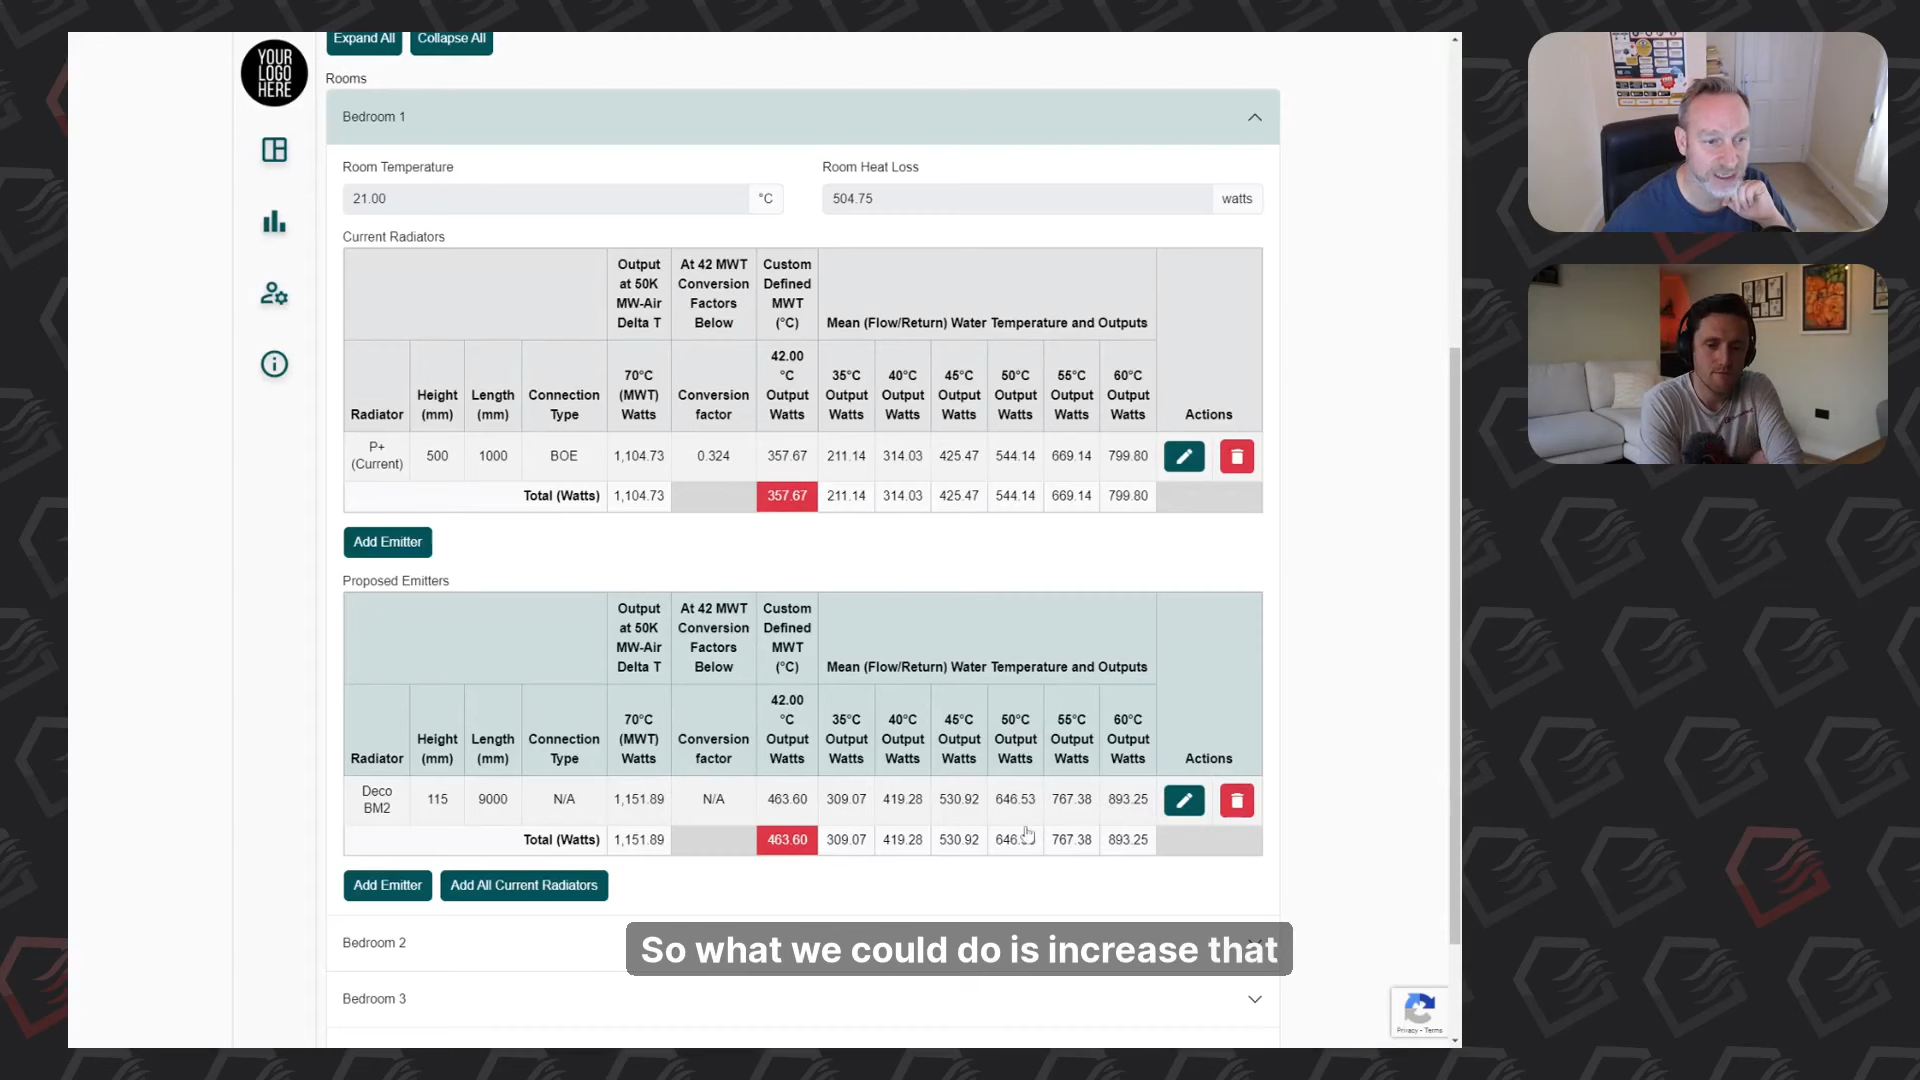 Expand All
Collapse All
YOUR
LOGO
HERE
Rooms
Bedroom 1
Room Temperature
Room Heat Loss
21.00 °C
504.75 watts
Current Radiators
Output at 50K MW-Air Delta T
At 42 MWT Conversion Factors Below
Custom Defined MWT (°C)
Mean (Flow/Return) Water Temperature and Outputs
Radiator
Height (mm)
Length (mm)
Connection Type
70°C (MWT) Watts
Conversion factor
42.00 °C Output Watts
35°C Output Watts
40°C Output Watts
45°C Output Watts
50°C Output Watts
55°C Output Watts
60°C Output Watts
Actions
P+ (Current) 500 1000 BOE 1,104.73 0.324 357.67 211.14 314.03 425.47 544.14 669.14 799.80
Total (Watts) 1,104.73 357.67 211.14 314.03 425.47 544.14 669.14 799.80
Add Emitter
Proposed Emitters
Output at 50K MW-Air Delta T
At 42 MWT Conversion Factors Below
Custom Defined MWT (°C)
Mean (Flow/Return) Water Temperature and Outputs
Radiator
Height (mm)
Length (mm)
Connection Type
70°C (MWT) Watts
Conversion factor
42.00 °C Output Watts
35°C Output Watts
40°C Output Watts
45°C Output Watts
50°C Output Watts
55°C Output Watts
60°C Output Watts
Actions
Deco BM2 115 9000 N/A 1,151.89 N/A 463.60 309.07 419.28 530.92 646.53 767.38 893.25
Total (Watts) 1,151.89 463.60 309.07 419.28 530.92 767.38 893.25
Add Emitter
Add All Current Radiators
Bedroom 2
So what we could do is increase that
Bedroom 3
Privacy - Terms